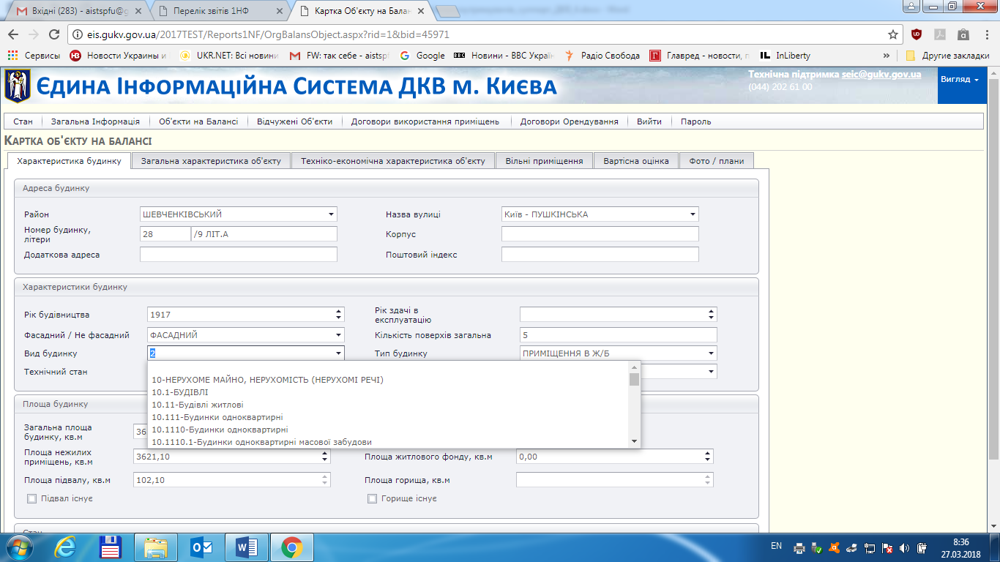 Вхідні (283) - aistspfu@g
Перелік звітів 1НФ
Картка Об'єкту на Балан
eis.gukv.gov.ua/2017TEST/Reports1NF/OrgBalansObject.aspx?rid=1&bid=45971
Сервисы
Новости Украины и
UKR.NET: Всі новини
FW: так себе - aistspf
Google
BBC
Новини - BBC Україн
Радіо Свобода
Главред - новости, п
IL InLiberty
»
Другие закладки
Єдина Інформаційна Система ДКВ м. Києва
Технічна підтримка seic@gukv.gov.ua
(044) 202 61 00
Вигляд
Стан
Загальна Інформація
Об'єкти на Балансі
Відчужені Об'єкти
Договори використання приміщень
Договори Орендування
Вийти
Пароль
Картка об'єкту на балансі
Характеристика будинку
Загальна характеристика об'єкту
Техніко-економічна характеристика об'єкту
Вільні приміщення
Вартісна оцінка
Фото / плани
Адреса будинку
Район
ШЕВЧЕНКІВСЬКИЙ
Назва вулиці
Київ - ПУШКІНСЬКА
Номер будинку,
літери
28
/9 ЛІТ.А
Корпус
Додаткова адреса
Поштовий індекс
Характеристики будинку
Рік будівництва
1917
Рік здачі в
експлуатацію
Фасадний / Не фасадний
ФАСАДНИЙ
Кількість поверхів загальна
5
Вид будинку
2
Тип будинку
ПРИМІЩЕННЯ В Ж/Б
Технічний стан
10-НЕРУХОМЕ МАЙНО, НЕРУХОМІСТЬ (НЕРУХОМІ РЕЧІ)
10.1-БУДІВЛІ
10.11-Будівлі житлові
10.111-Будинки одноквартирні
10.1110-Будинки одноквартирні
10.1110.1-Будинки одноквартирні масової забудови
Площа будинку
Загальна площа
будинку, кв.м
36
Площа нежилих
приміщень, кв.м
3621,10
Площа житлового фонду, кв.м
0,00
Площа підвалу, кв.м
102,10
Площа горища, кв.м
Підвал існує
Горище існує
Стан
EN
8:36
27.03.2018